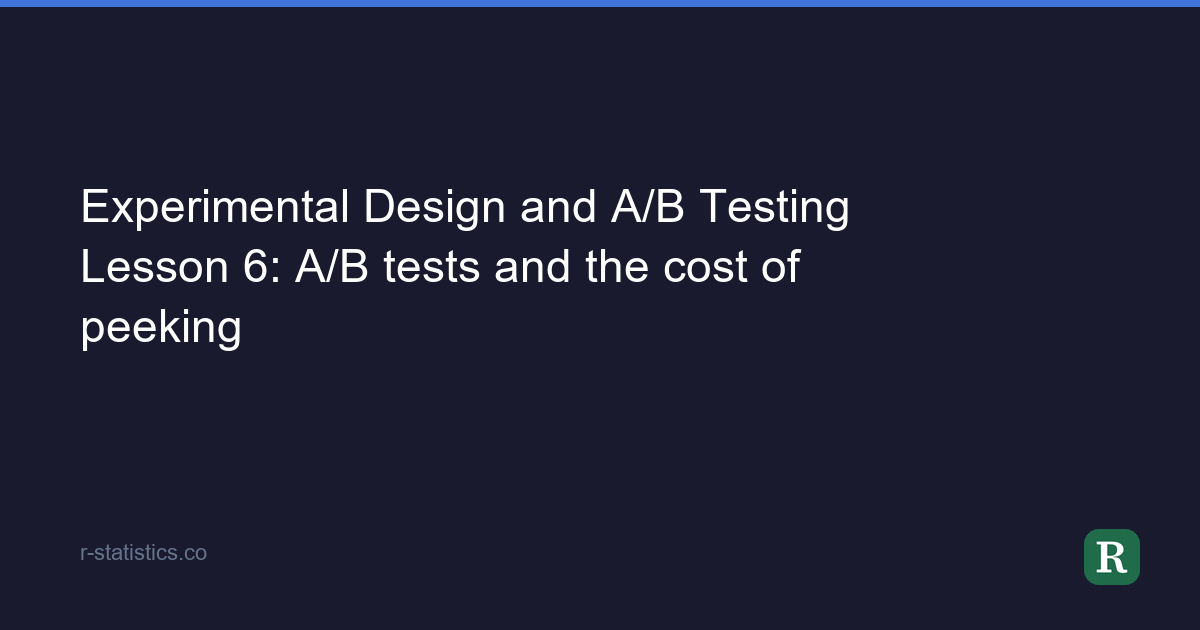 Experimental Design and A/B Testing
Lesson 6: A/B tests and the cost of
peeking
r-statistics.co
R